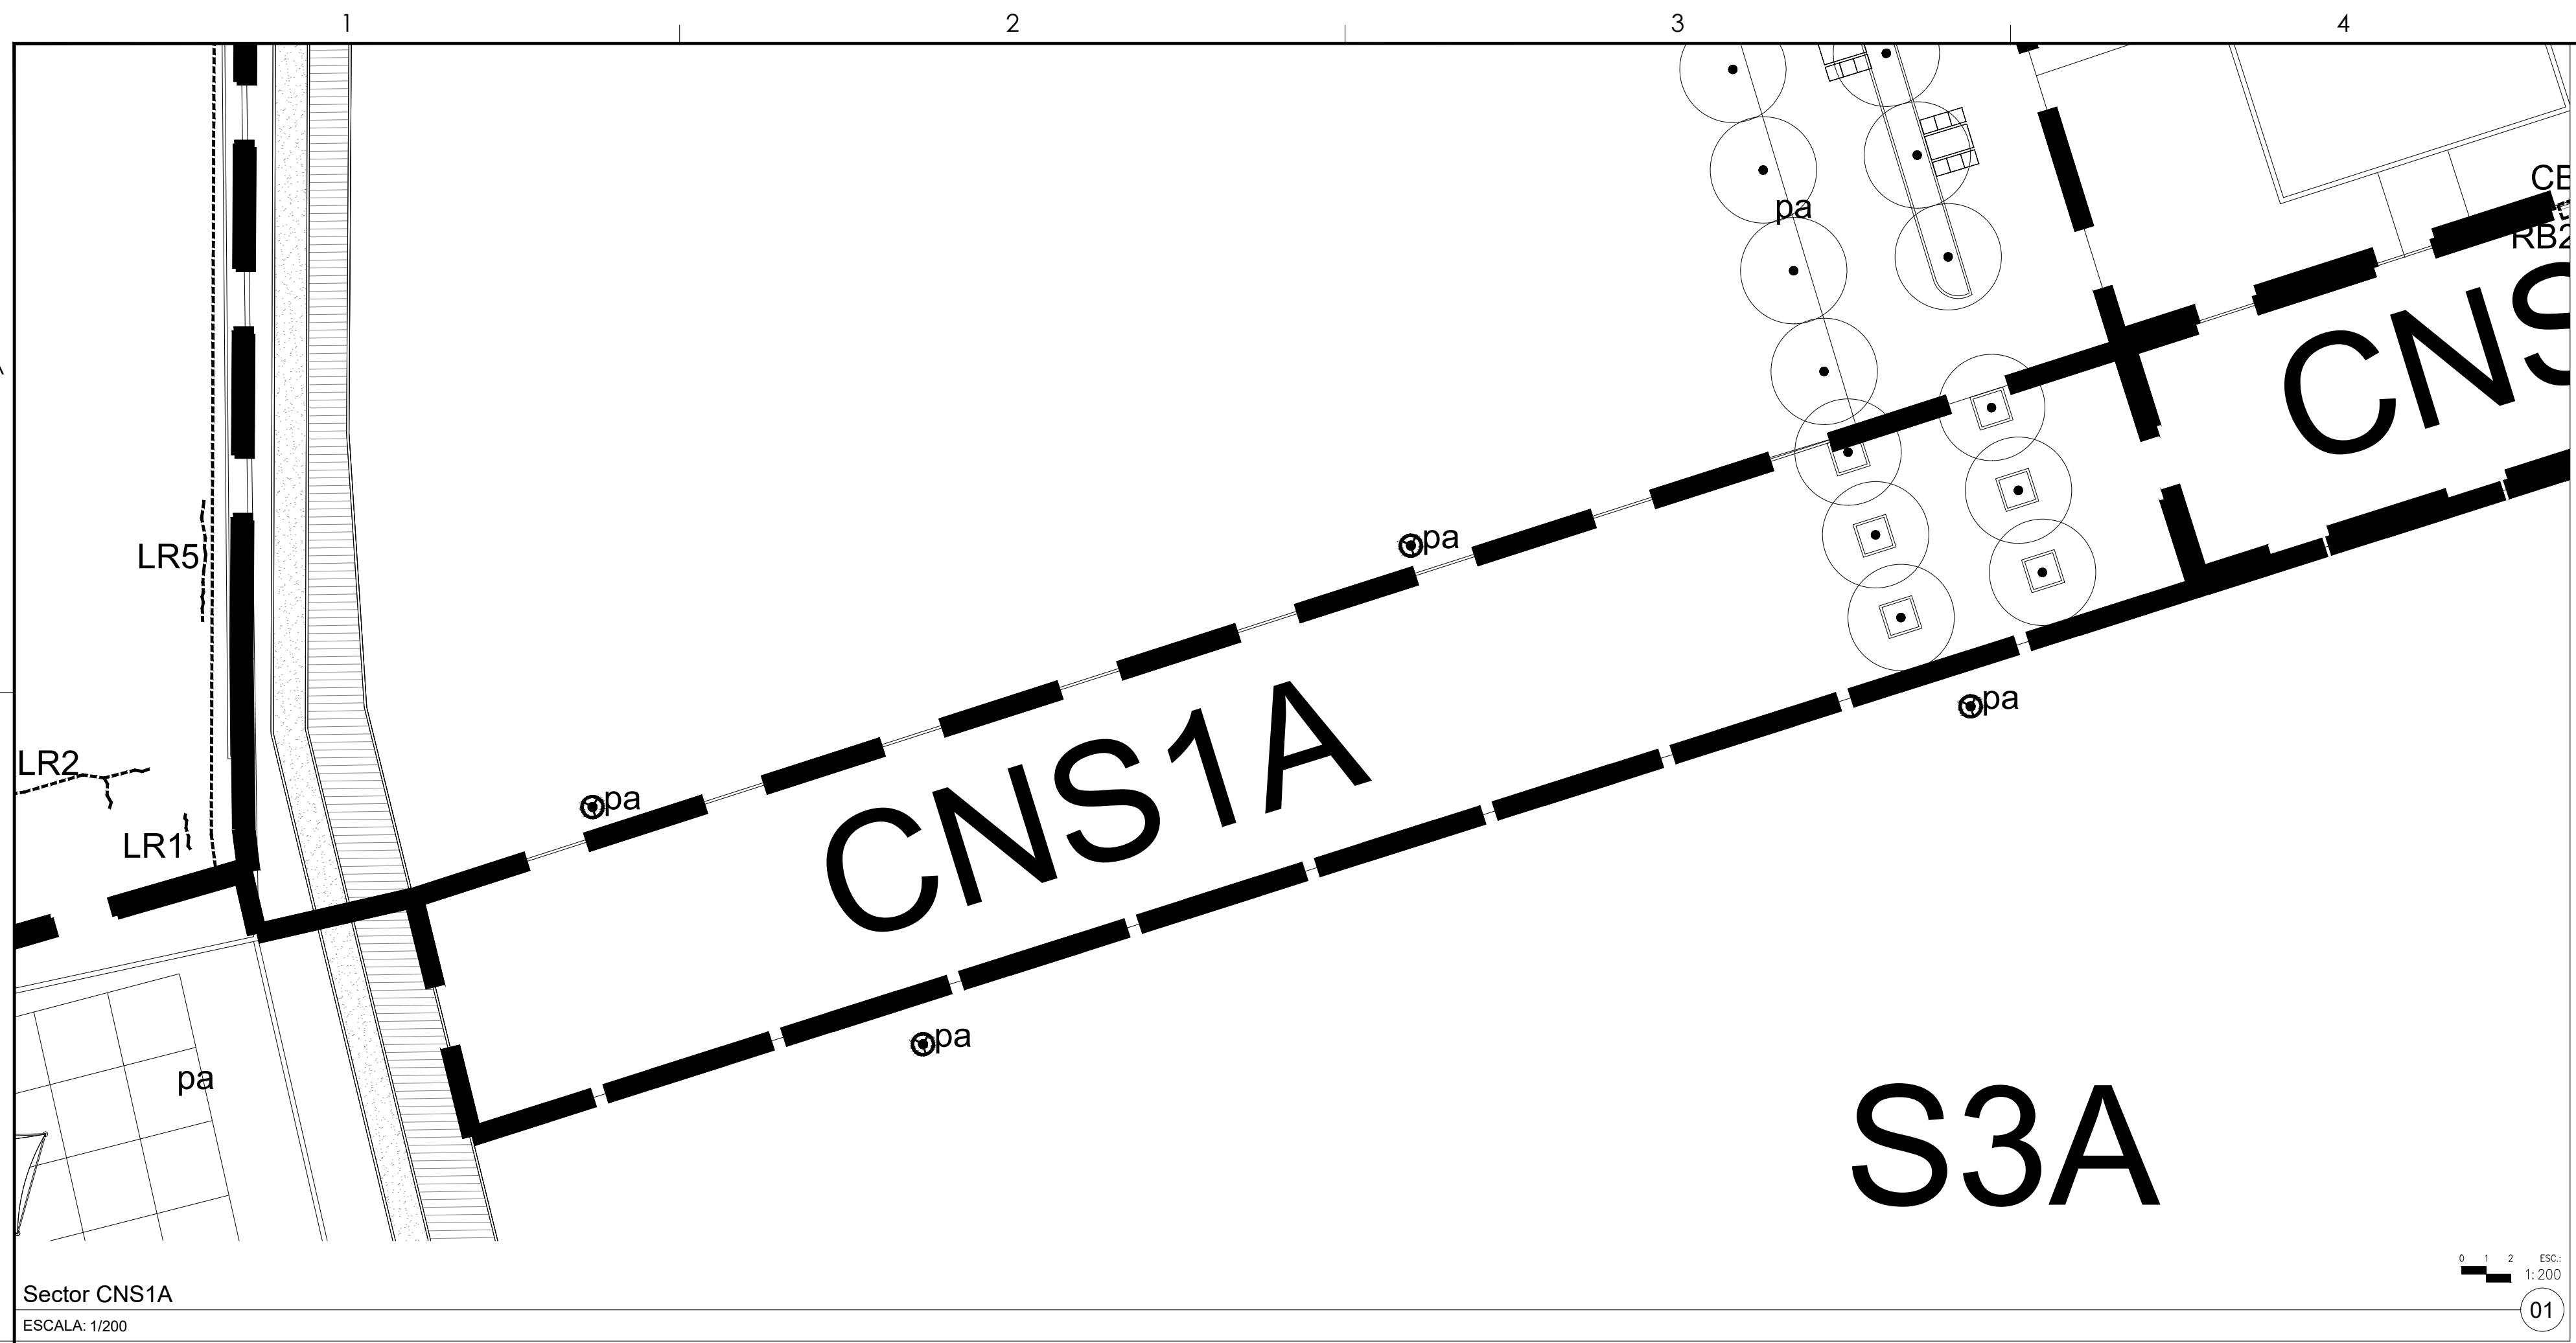 1 2 3 4
pa
CE
RB2
CNS
LR5
pa
pa
LR2
LR1
pa
CNS1A
pa
pa
pa
S3A
0 1 2 ESC.:
1:200
Sector CNS1A
01
ESCALA: 1/200